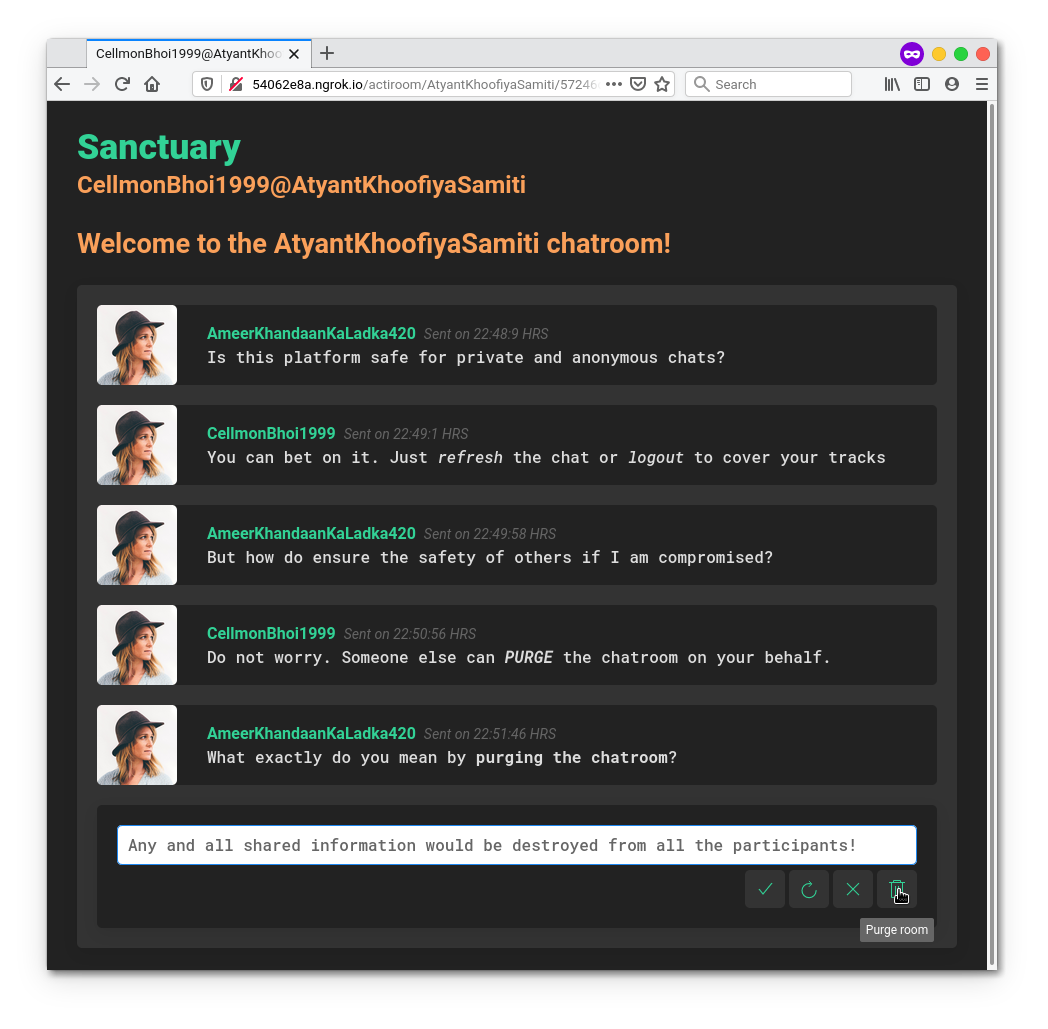 CellmonBhoi1999@AtyantKhoo
54062e8a.ngrok.io/actiroom/AtyantKhoofiyaSamiti/57246
Search
Sanctuary
CellmonBhoi1999@AtyantKhoofiyaSamiti
Welcome to the AtyantKhoofiyaSamiti chatroom!
AmeerKhandaanKaLadka420 Sent on 22:48:9 HRS
Is this platform safe for private and anonymous chats?
CellmonBhoi1999 Sent on 22:49:1 HRS
You can bet on it. Just refresh the chat or logout to cover your tracks
AmeerKhandaanKaLadka420 Sent on 22:49:58 HRS
But how do ensure the safety of others if I am compromised?
CellmonBhoi1999 Sent on 22:50:56 HRS
Do not worry. Someone else can PURGE the chatroom on your behalf.
AmeerKhandaanKaLadka420 Sent on 22:51:46 HRS
What exactly do you mean by purging the chatroom?
Any and all shared information would be destroyed from all the participants!
Purge room